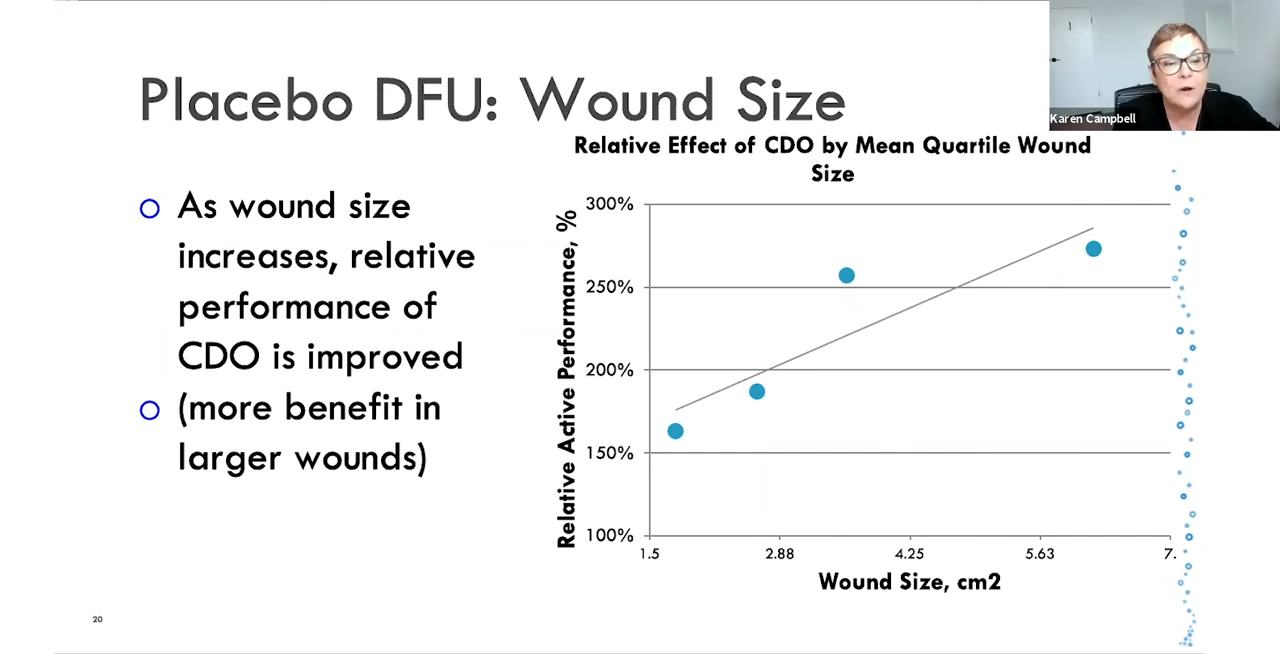 Placebo DFU: Wound Size
Karen Campbell
As wound size
increases, relative
performance of
CDO is improved
(more benefit in
larger wounds)
Relative Effect of CDO by Mean Quartile Wound
Size
Relative Active Performance, %
300%
250%
200%
150%
100%
1.5 2.88 4.25 5.63 7.
Wound Size, cm2
20